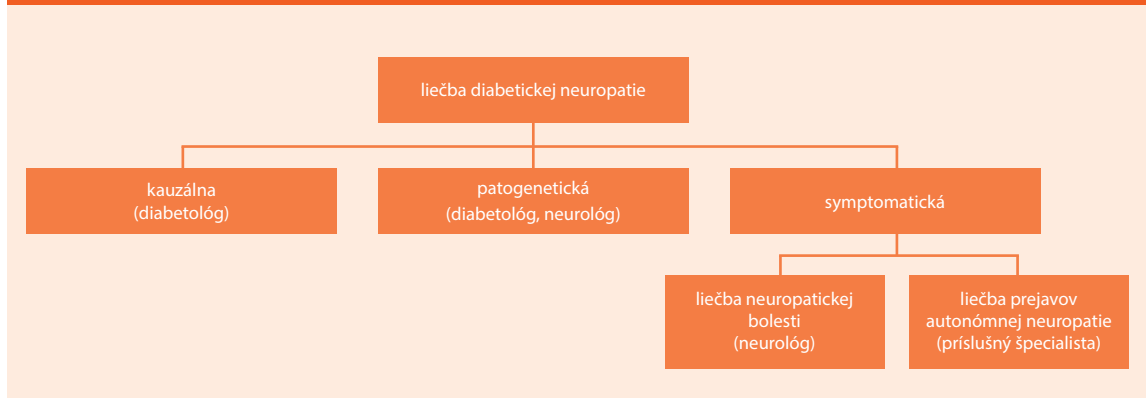 liečba diabetickej neuropatie
kauzálna
(diabetológ)
patogenetická
(diabetológ, neurológ)
symptomatická
liečba neuropatickej
bolesti
(neurológ)
liečba prejavov
autonómnej neuropatie
(príslušný špecialista)